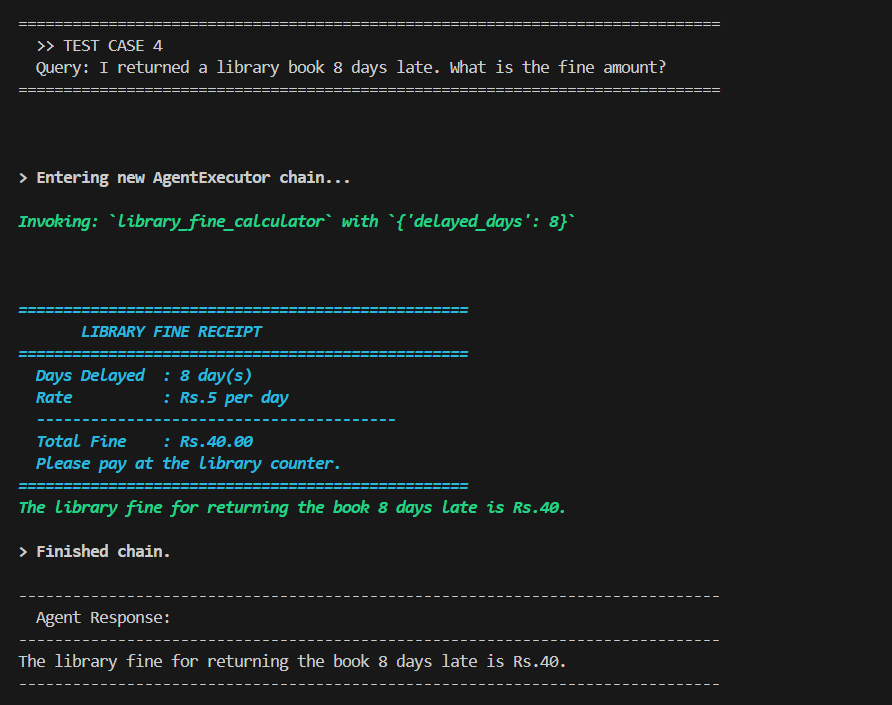 ==============================================================================
>> TEST CASE 4
Query: I returned a library book 8 days late. What is the fine amount?
==============================================================================
> Entering new AgentExecutor chain...
Invoking: `library_fine_calculator` with `{'delayed_days': 8}`
==================================================
LIBRARY FINE RECEIPT
==================================================
Days Delayed  : 8 day(s)
Rate          : Rs.5 per day
----------------------------------------
Total Fine    : Rs.40.00
Please pay at the library counter.
==================================================
The library fine for returning the book 8 days late is Rs.40.
> Finished chain.
------------------------------------------------------------------------------
Agent Response:
------------------------------------------------------------------------------
The library fine for returning the book 8 days late is Rs.40.
------------------------------------------------------------------------------